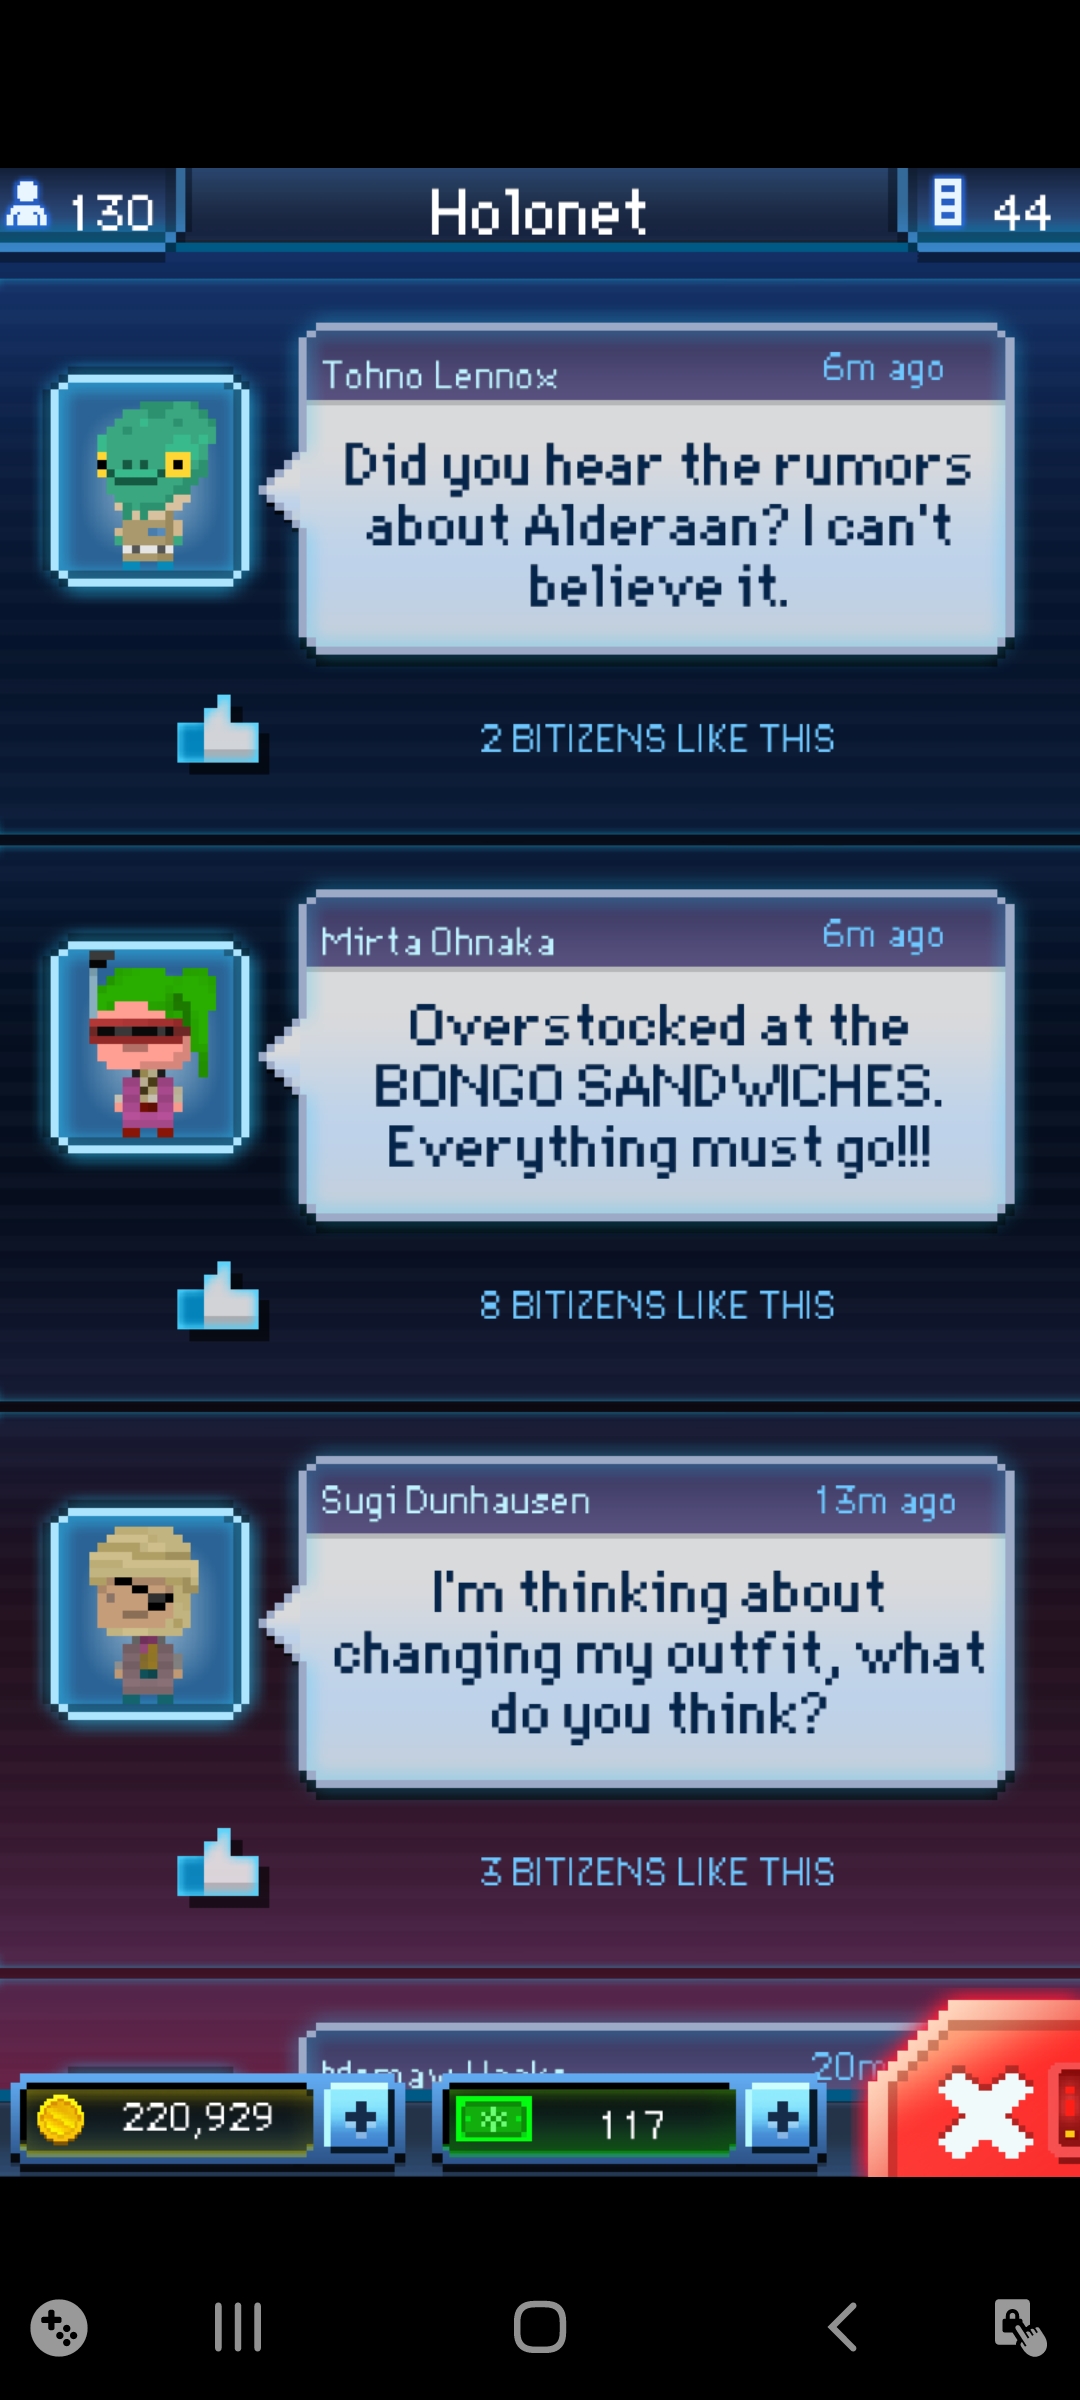 130
Holonet
44
Tohno Lennox
6m ago
Did you hear the rumors
about Alderaan? I can't
believe it.
2 BITIZENS LIKE THIS
Mirta Ohnaka
6m ago
Overstocked at the
BONGO SANDWICHES.
Everything must go!!!
8 BITIZENS LIKE THIS
Sugi Dunhausen
13m ago
I'm thinking about
changing my outfit, what
do you think?
3 BITIZENS LIKE THIS
220,929
117